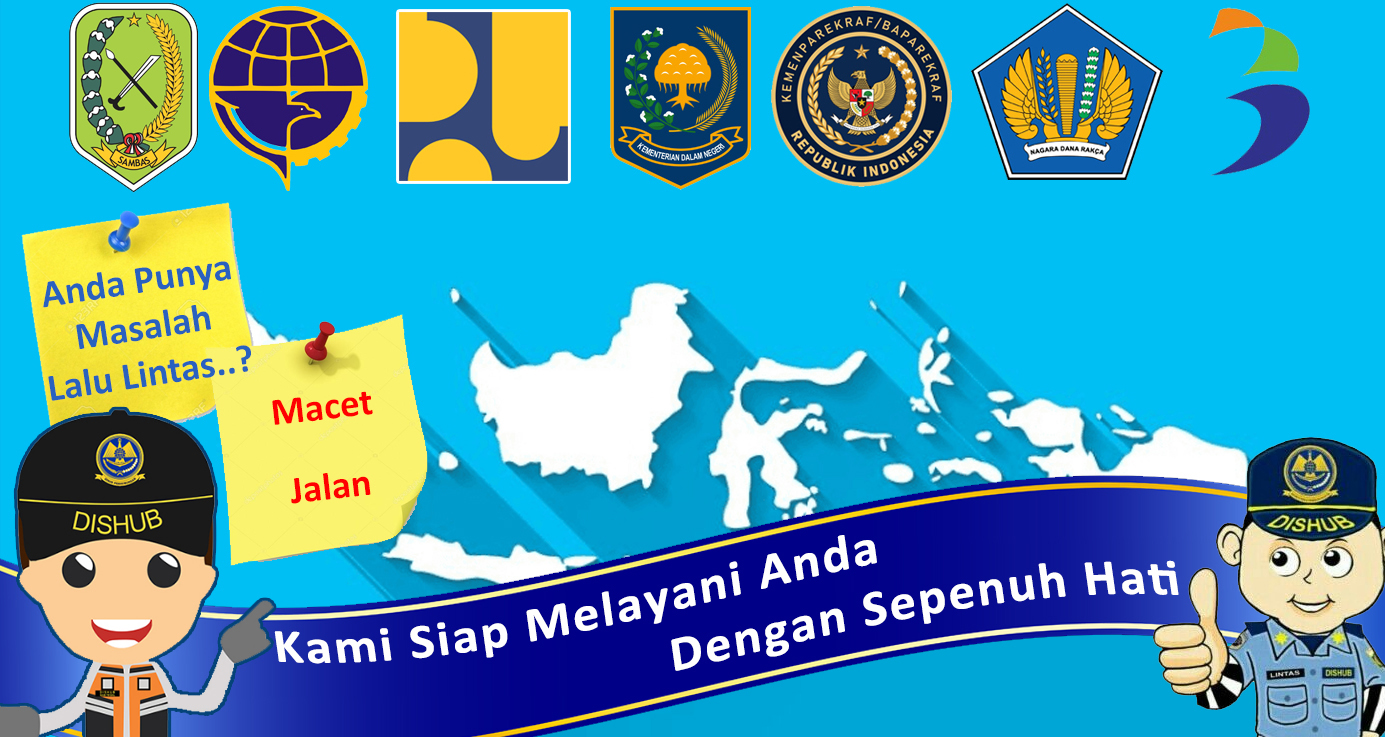 SAMBAS
KEMENTERIAN DALAM NEGERI
KEMENPAREKRAF/BAPAREKRAF
REPUBLIK INDONESIA
NAGARA DANA RAKÇA
Anda Punya
Masalah
Lalu Lintas..?
Macet
Jalan
DISHUB
DISHUB
Kami Siap Melayani Anda
Dengan Sepenuh Hati
LINTAS
DISHUB